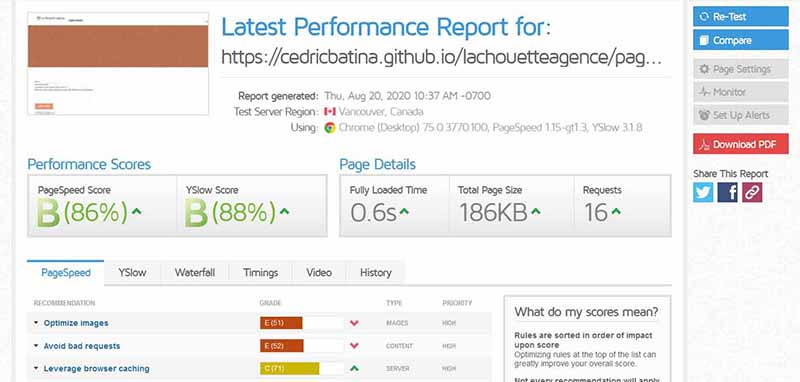 Latest Performance Report for:
https://cedricbatina.github.io/lachouetteagence/pag...
Report generated: Thu, Aug 20, 2020 10:37 AM -0700
Test Server Region: Vancouver, Canada
Using: Chrome (Desktop) 75.0.3770.100, PageSpeed 1.15-gt1.3, YSlow 3.1.8
Re-Test
Compare
Page Settings
Monitor
Set Up Alerts
Download PDF
Share This Report
Performance Scores
PageSpeed Score
B (86%)
YSlow Score
B (88%)
Page Details
Fully Loaded Time
0.6s
Total Page Size
186KB
Requests
16
PageSpeed YSlow Waterfall Timings Video History
RECOMMENDATION GRADE TYPE PRIORITY
Optimize images E (51) IMAGES HIGH
Avoid bad requests E (52) CONTENT HIGH
Leverage browser caching C (71) SERVER HIGH
What do my scores mean?
Rules are sorted in order of impact
upon score
Optimizing rules at the top of the list can
greatly improve your overall score.
Not every recommendation will apply